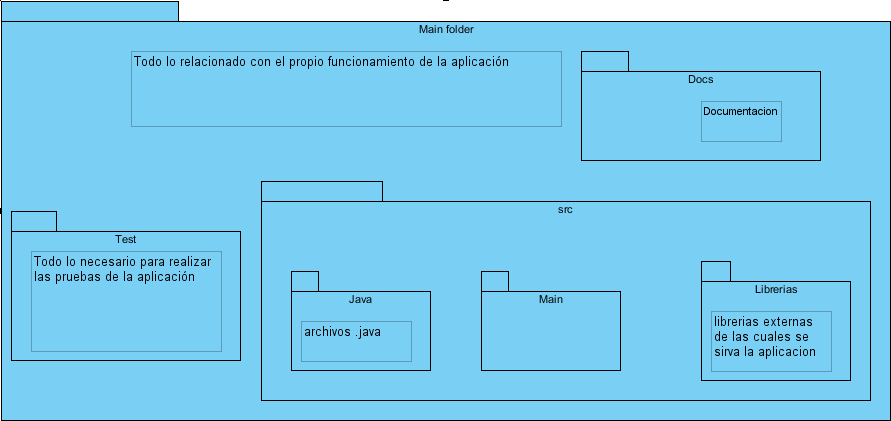 Main folder
Todo lo relacionado con el propio funcionamiento de la aplicación
Docs
Documentacion
Test
Todo lo necesario para realizar
las pruebas de la aplicación
src
Java
archivos .java
Main
Librerias
librerias externas
de las cuales se
sirva la aplicacion